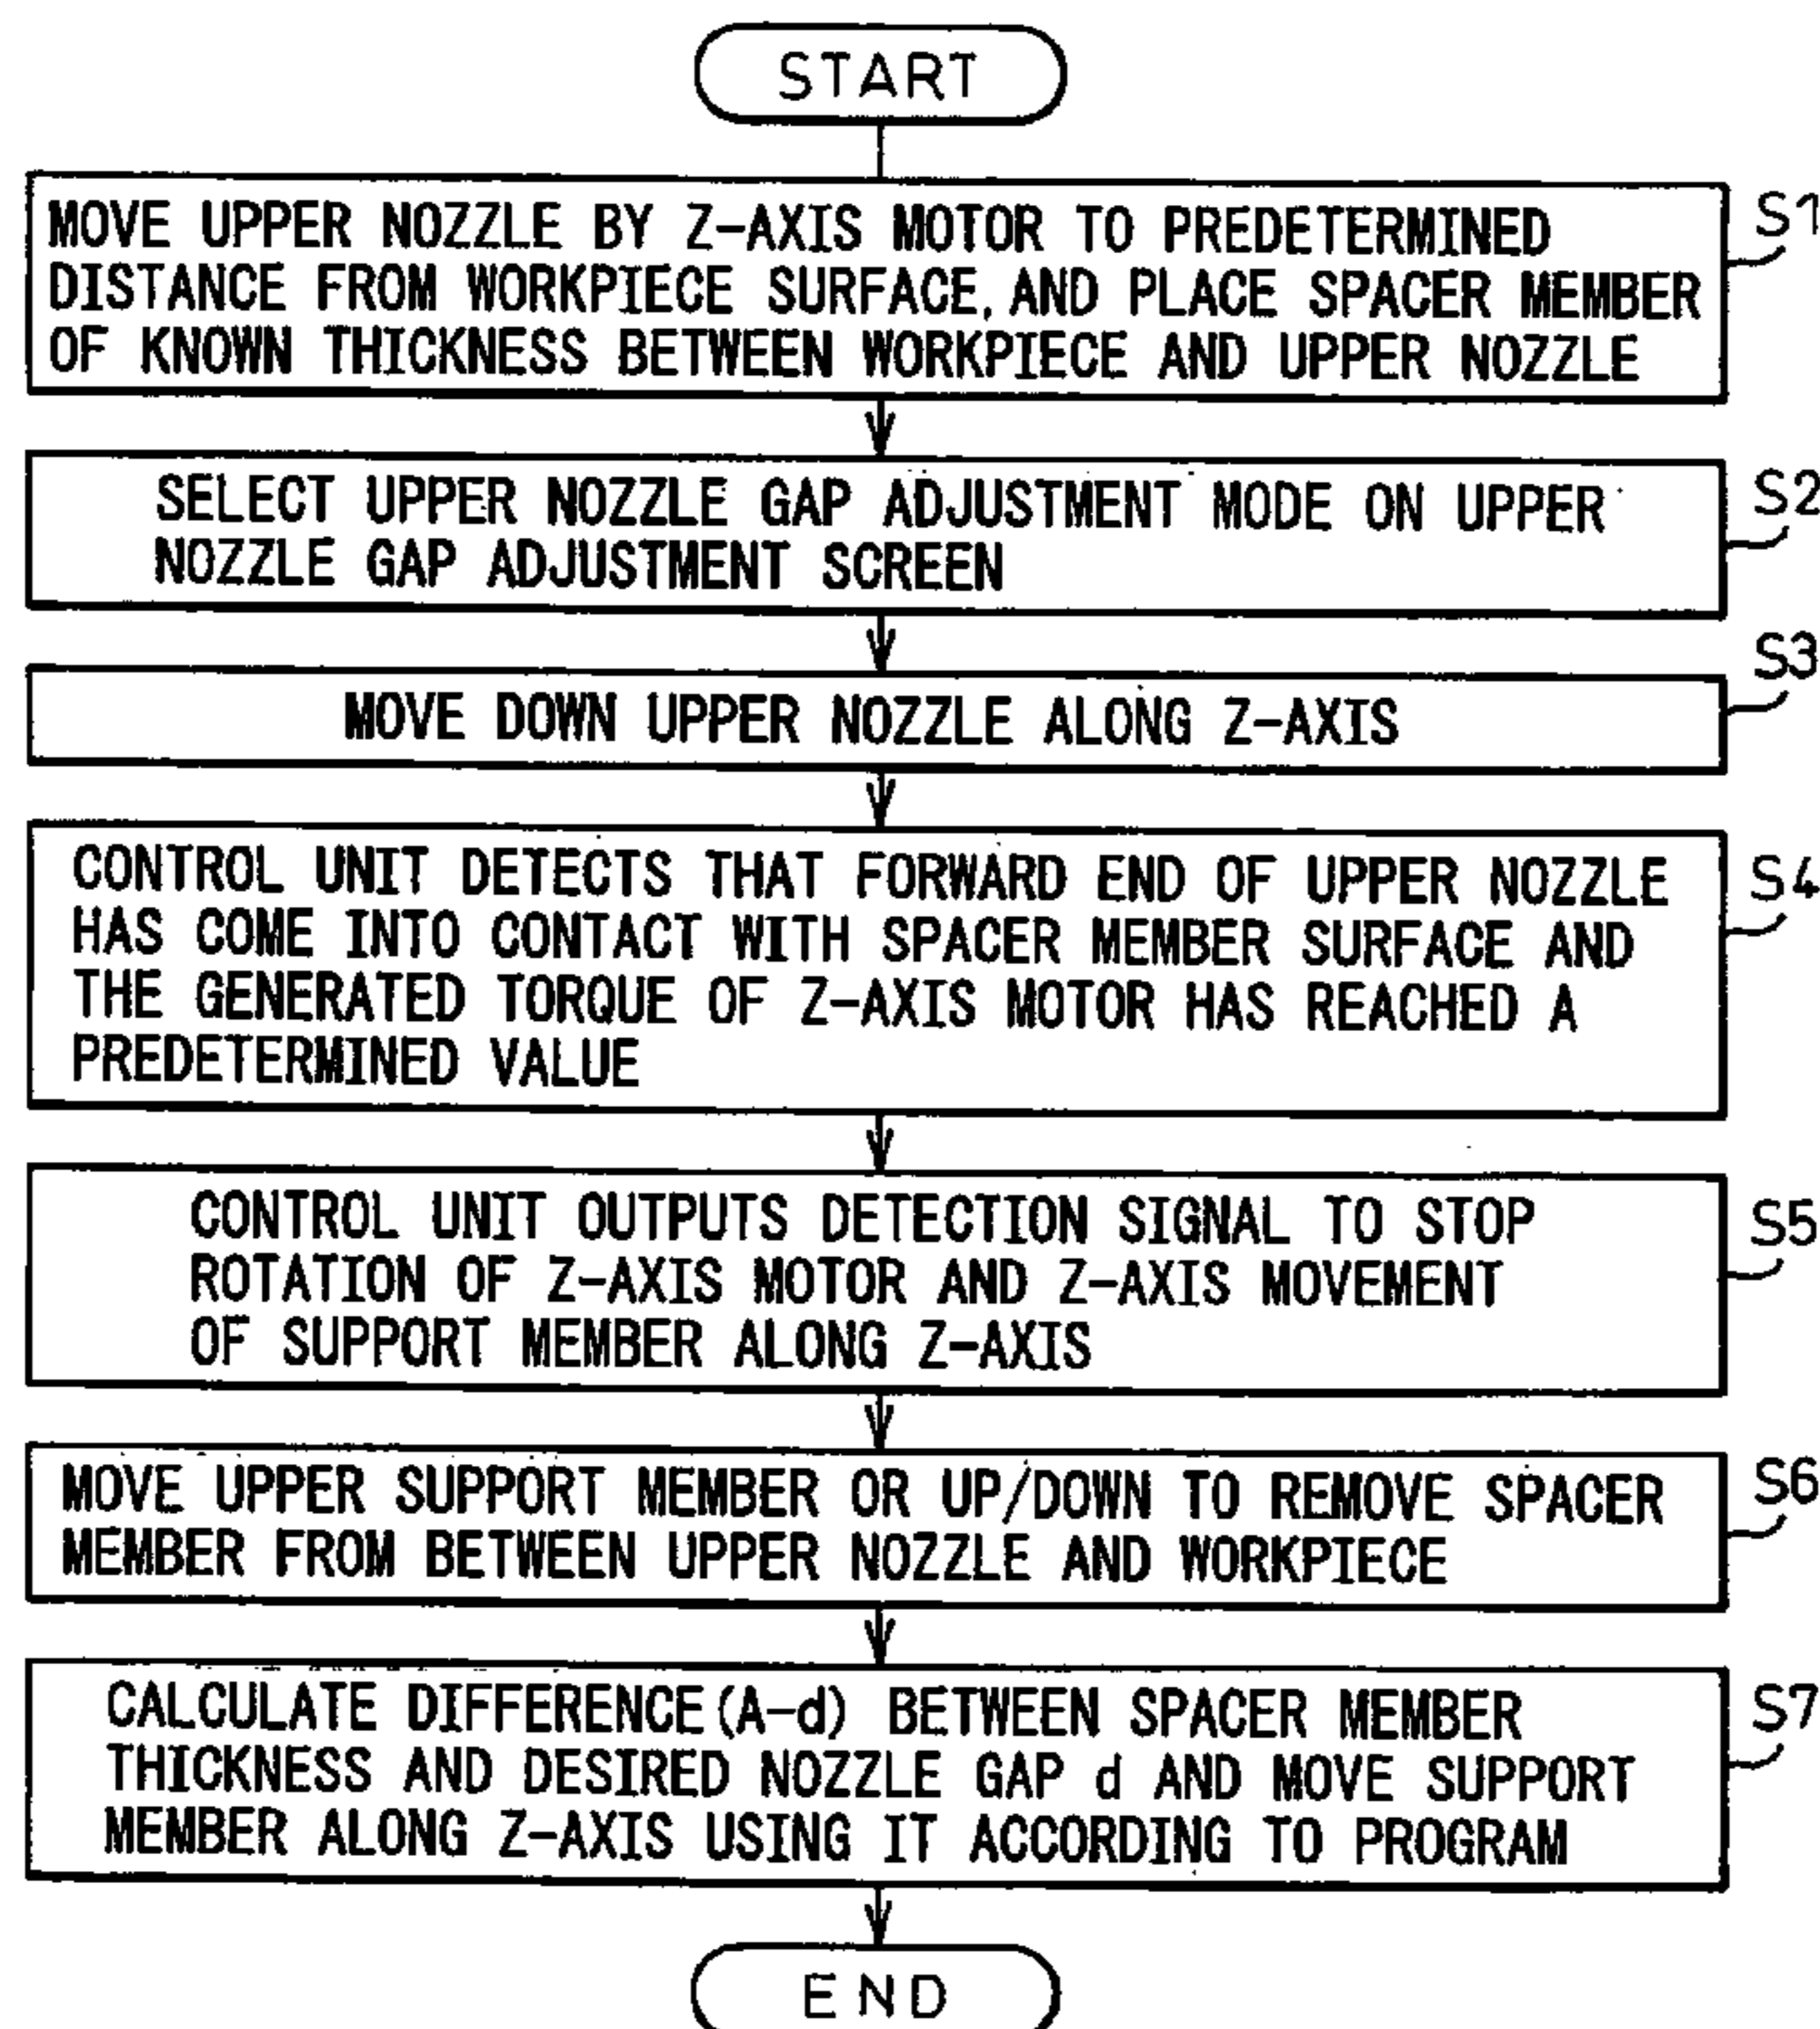 START
MOVE UPPER NOZZLE BY Z-AXIS MOTOR TO PREDETERMINED
DISTANCE FROM WORKPIECE SURFACE, AND PLACE SPACER MEMBER
OF KNOWN THICKNESS BETWEEN WORKPIECE AND UPPER NOZZLE
S1
SELECT UPPER NOZZLE GAP ADJUSTMENT MODE ON UPPER
NOZZLE GAP ADJUSTMENT SCREEN
S2
MOVE DOWN UPPER NOZZLE ALONG Z-AXIS
S3
CONTROL UNIT DETECTS THAT FORWARD END OF UPPER NOZZLE
HAS COME INTO CONTACT WITH SPACER MEMBER SURFACE AND
THE GENERATED TORQUE OF Z-AXIS MOTOR HAS REACHED A
PREDETERMINED VALUE
S4
CONTROL UNIT OUTPUTS DETECTION SIGNAL TO STOP
ROTATION OF Z-AXIS MOTOR AND Z-AXIS MOVEMENT
OF SUPPORT MEMBER ALONG Z-AXIS
S5
MOVE UPPER SUPPORT MEMBER OR UP/DOWN TO REMOVE SPACER
MEMBER FROM BETWEEN UPPER NOZZLE AND WORKPIECE
S6
CALCULATE DIFFERENCE(A-d) BETWEEN SPACER MEMBER
THICKNESS AND DESIRED NOZZLE GAP d AND MOVE SUPPORT
MEMBER ALONG Z-AXIS USING IT ACCORDING TO PROGRAM
S7
END